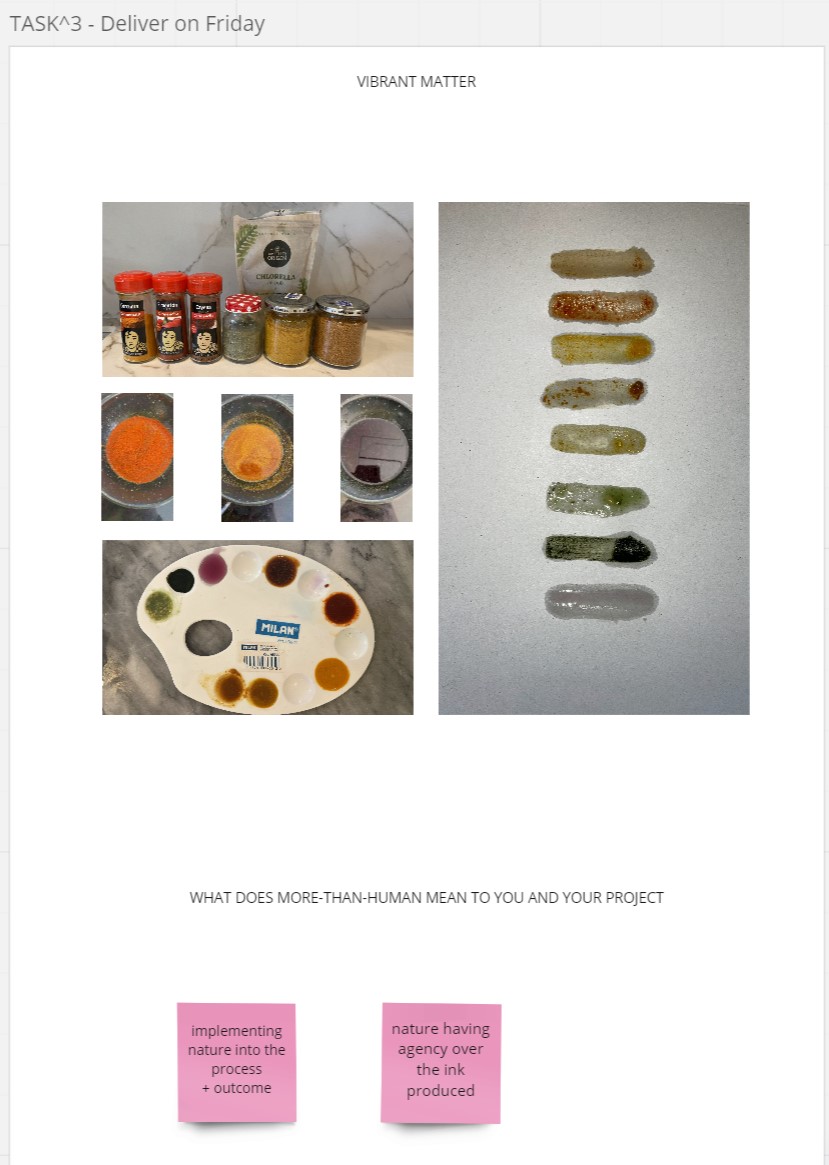 TASK^3 - Deliver on Friday
VIBRANT MATTER
CHLORELLA
MILAN
WHAT DOES MORE-THAN-HUMAN MEAN TO YOU AND YOUR PROJECT
implementing
nature into the
process
+ outcome
nature having
agency over
the ink
produced